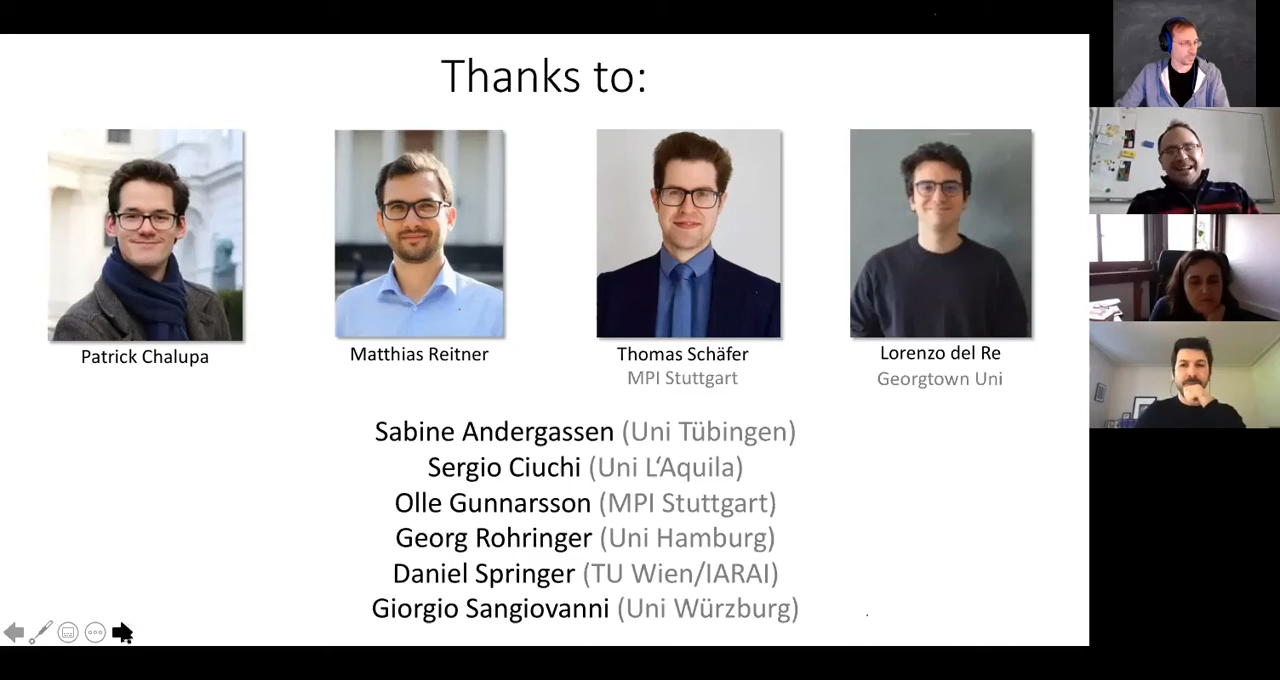 Thanks to:
Patrick Chalupa
Matthias Reitner
Thomas Schäfer
MPI Stuttgart
Lorenzo del Re
Georgtown Uni
Sabine Andergassen (Uni Tübingen)
Sergio Ciuchi (Uni L‘Aquila)
Olle Gunnarsson (MPI Stuttgart)
Georg Rohringer (Uni Hamburg)
Daniel Springer (TU Wien/IARAI)
Giorgio Sangiovanni (Uni Würzburg)